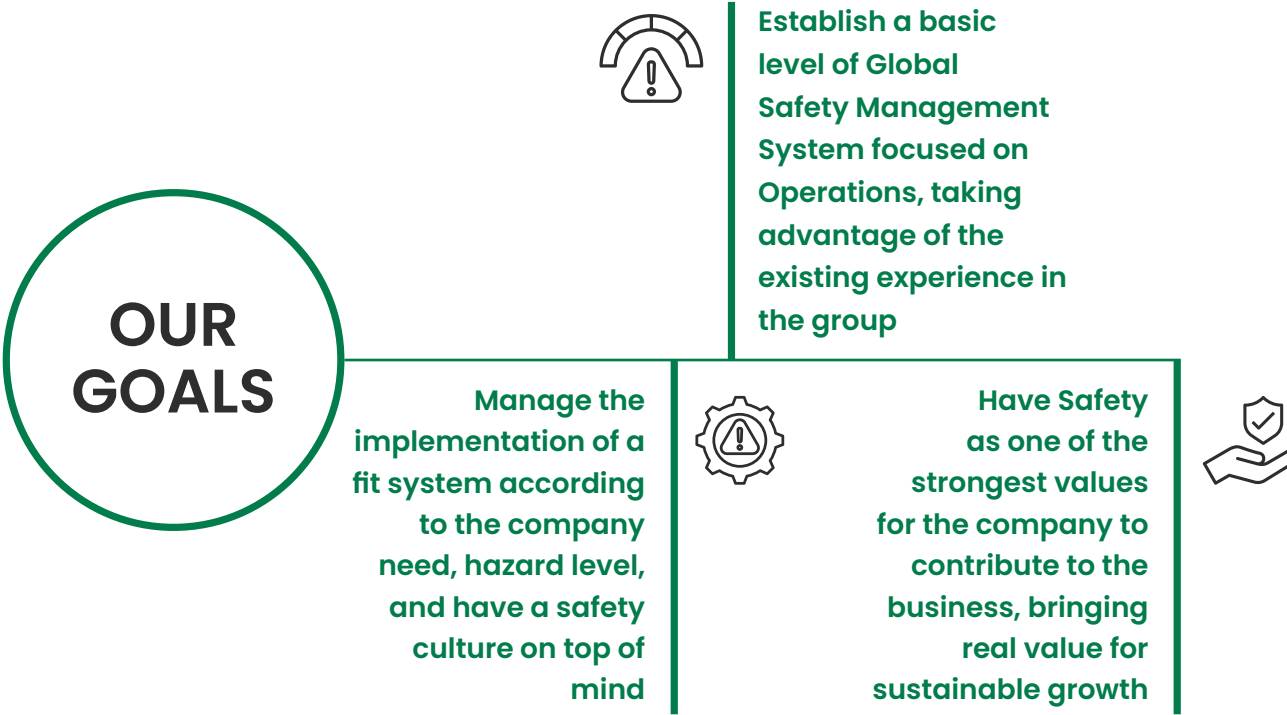 OUR
GOALS
Establish a basic
level of Global
Safety Management
System focused on
Operations, taking
advantage of the
existing experience in
the group
Manage the
implementation of a
fit system according
to the company
need, hazard level,
and have a safety
culture on top of
mind
Have Safety
as one of the
strongest values
for the company to
contribute to the
business, bringing
real value for
sustainable growth